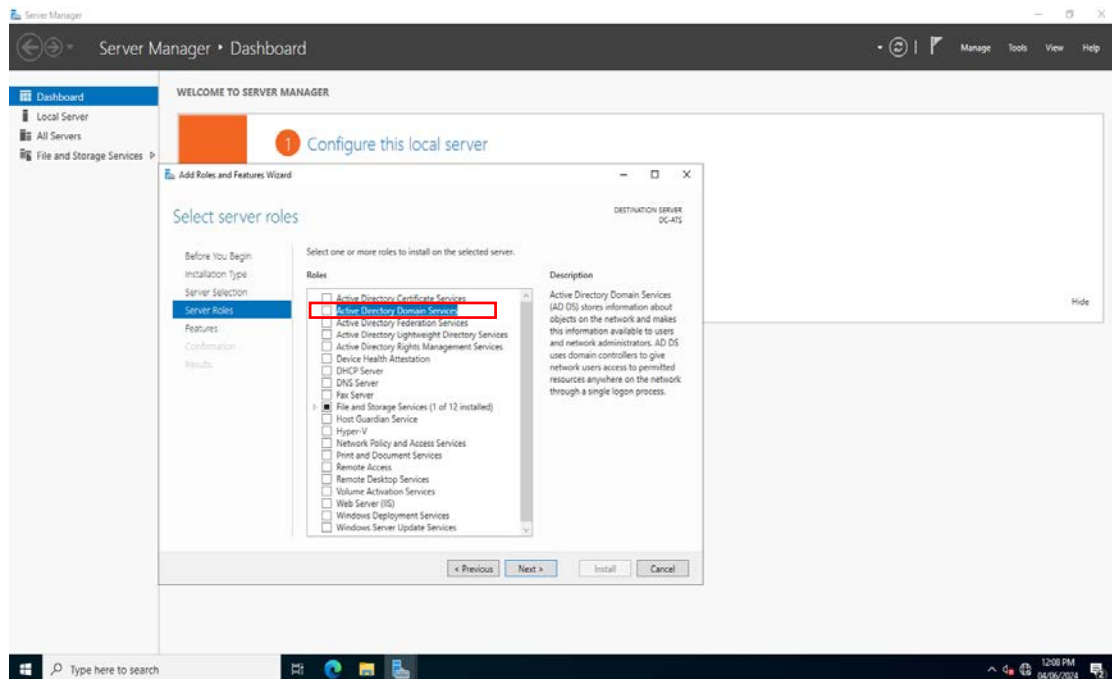 Server Manager
Server Manager • Dashboard
Manage Tools View Help
Dashboard
Local Server
All Servers
File and Storage Services
WELCOME TO SERVER MANAGER
1 Configure this local server
Hide
Add Roles and Features Wizard
Select server roles
DESTINATION SERVER
DC-ATS
Before You Begin
Installation Type
Server Selection
Server Roles
Features
Confirmation
Results
Select one or more roles to install on the selected server.
Roles
Active Directory Certificate Services
Active Directory Domain Services
Active Directory Federation Services
Active Directory Lightweight Directory Services
Active Directory Rights Management Services
Device Health Attestation
DHCP Server
DNS Server
Fax Server
File and Storage Services (1 of 12 installed)
Host Guardian Service
Hyper-V
Network Policy and Access Services
Print and Document Services
Remote Access
Remote Desktop Services
Volume Activation Services
Web Server (IIS)
Windows Deployment Services
Windows Server Update Services
Description
Active Directory Domain Services
(AD DS) stores information about
objects on the network and makes
this information available to users
and network administrators. AD DS
uses domain controllers to give
network users access to permitted
resources anywhere on the network
through a single logon process.
< Previous Next > Install Cancel
Type here to search
12:08 PM
04/06/2024